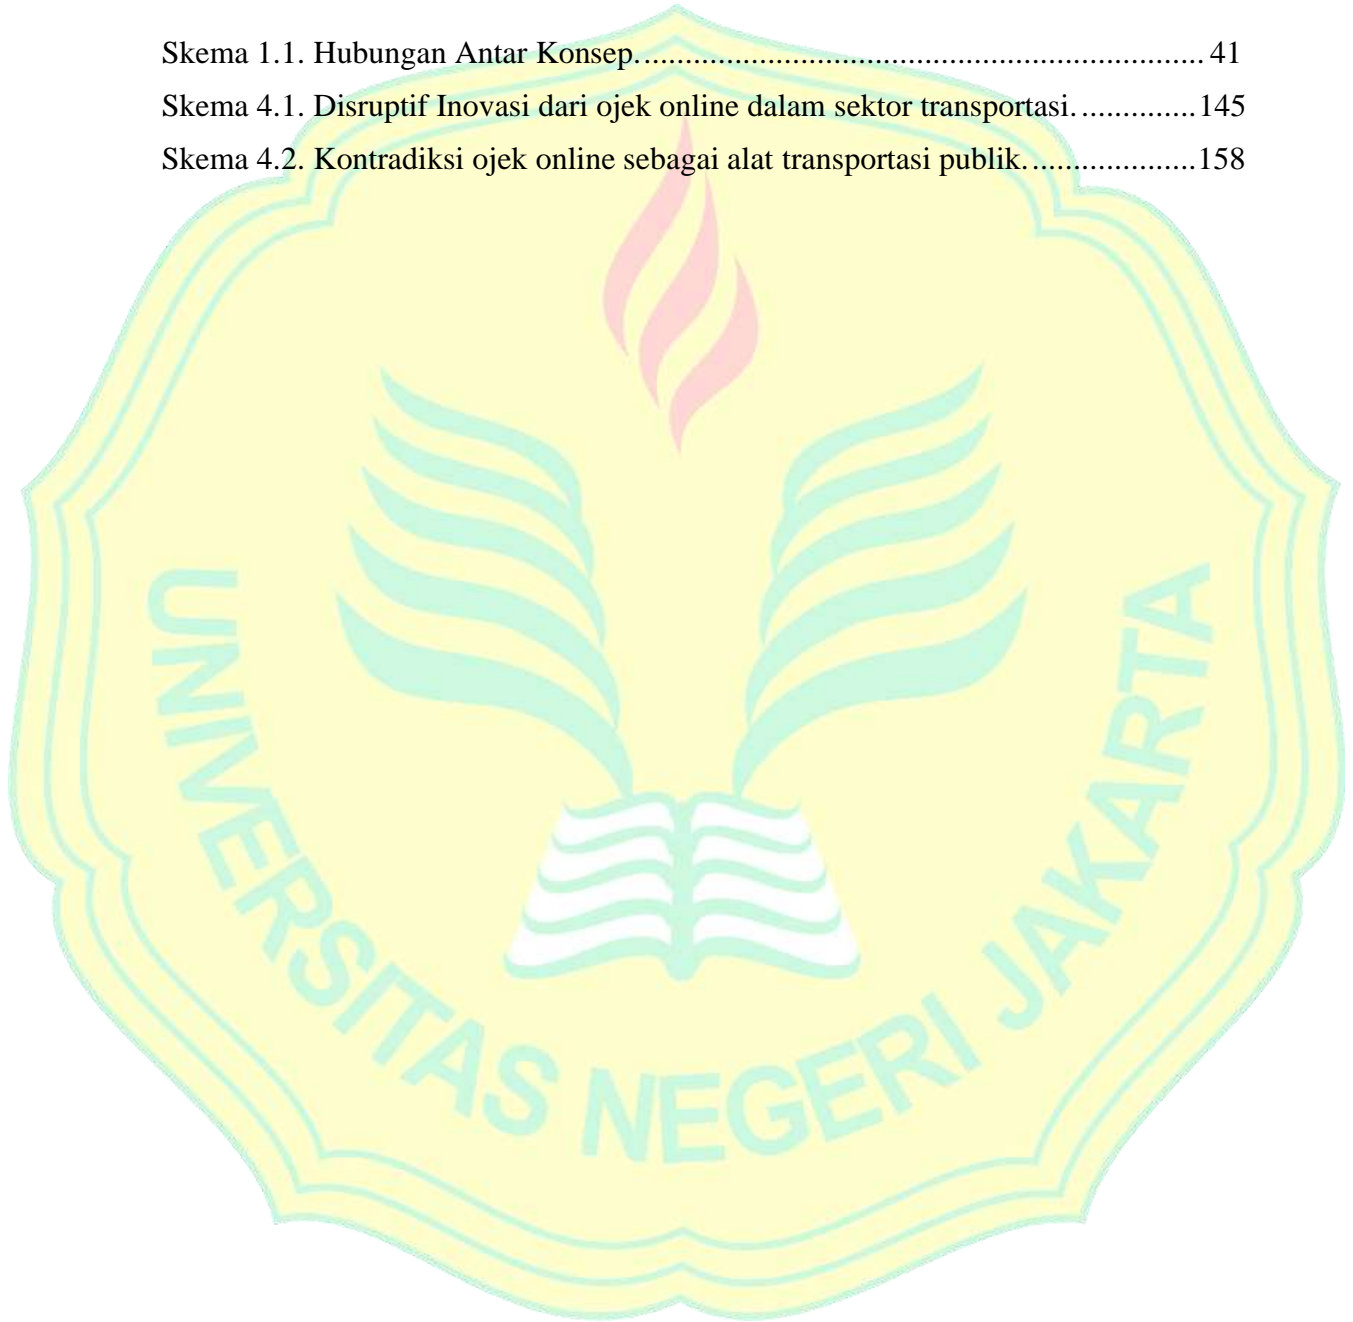 Skema 1.1. Hubungan Antar Konsep. .................................................................... 41
Skema 4.1. Disruptif Inovasi dari ojek online dalam sektor transportasi. .............. 145
Skema 4.2. Kontradiksi ojek online sebagai alat transportasi publik. .................... 158
UNIVERSITAS NEGERI JAKARTA